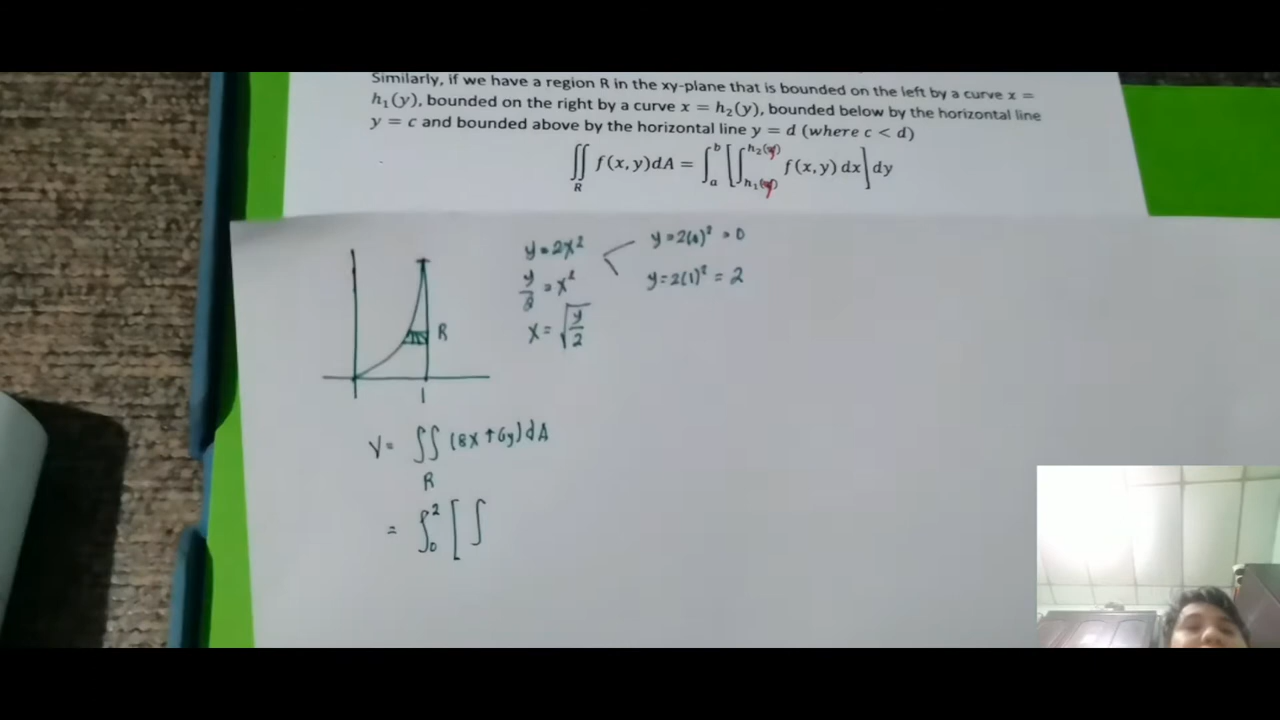 Similarly, if we have a region R in the xy-plane that is bounded on the left by a curve x =
h₁(y), bounded on the right by a curve x = h₂(y), bounded below by the horizontal line
y = c and bounded above by the horizontal line y = d (where c < d)
∬_R f(x, y)dA = ∫_a^b [∫_{h₁(y)}^{h₂(y)} f(x, y) dx] dy
y = 2x²
y = 2(0)² = 0
y/2 = x²
y = 2(1)² = 2
x = √(y/2)
R
1
V = ∬_R (8x + 6y) dA
= ∫_0^2 [ ∫